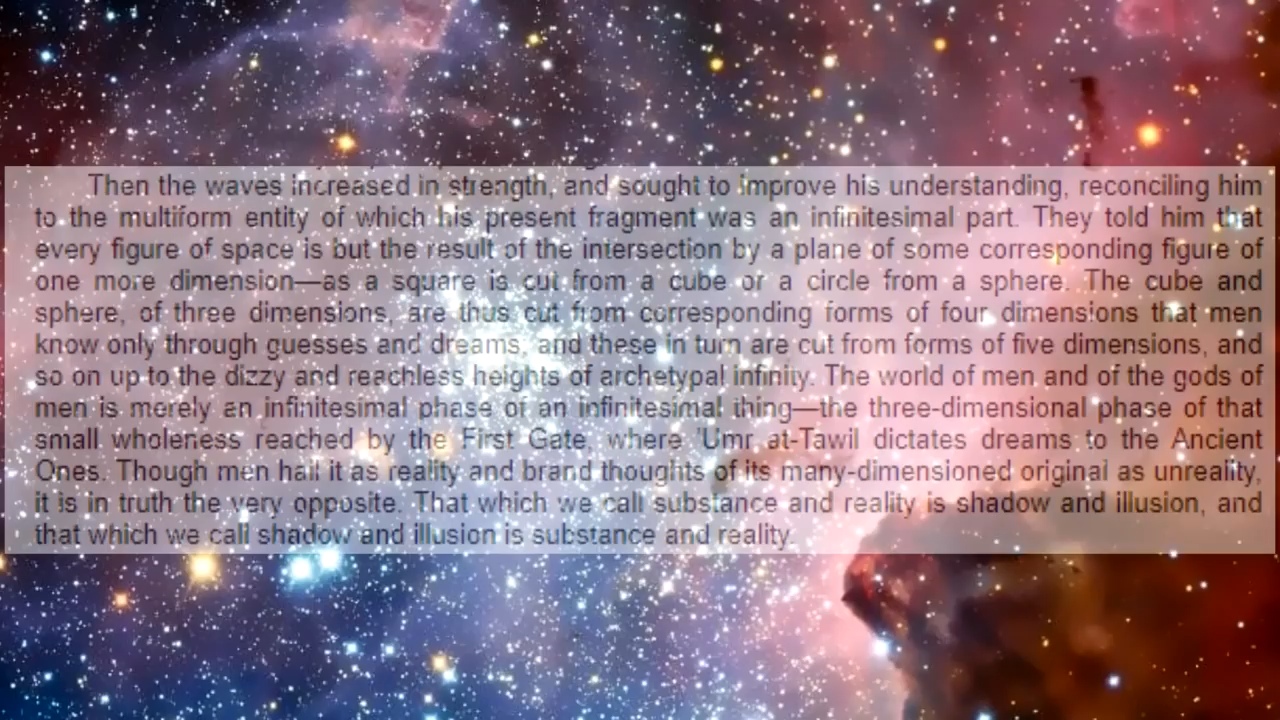 Then the waves increased in strength, and sought to improve his understanding, reconciling him
to the multiform entity of which his present fragment was an infinitesimal part. They told him that
every figure of space is but the result of the intersection by a plane of some corresponding figure of
one more dimension—as a square is cut from a cube or a circle from a sphere. The cube and
sphere, of three dimensions, are thus cut from corresponding forms of four dimensions that men
know only through guesses and dreams, and these in turn are cut from forms of five dimensions, and
so on up to the dizzy and reachless heights of archetypal infinity. The world of men and of the gods of
men is merely an infinitesimal phase of an infinitesimal thing—the three-dimensional phase of that
small wholeness reached by the First Gate, where 'Umr at-Tawil dictates dreams to the Ancient
Ones. Though men hail it as reality and brand thoughts of its many-dimensioned original as unreality,
it is in truth the very opposite. That which we call substance and reality is shadow and illusion, and
that which we call shadow and illusion is substance and reality.